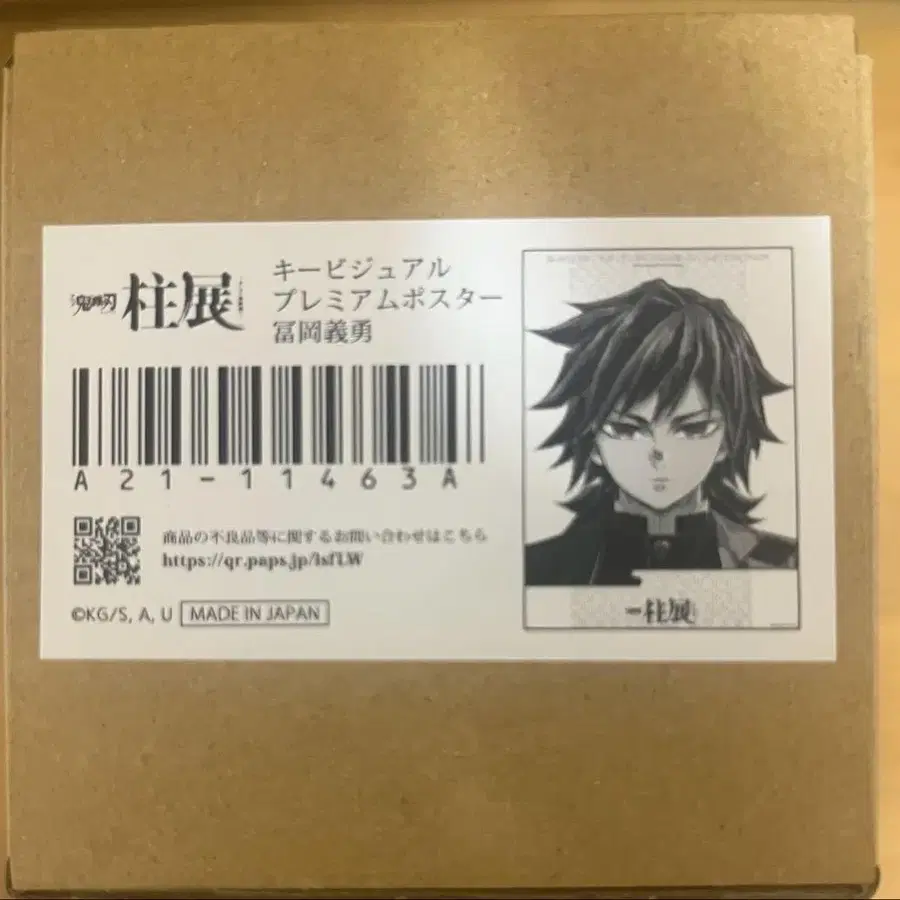 鬼滅の刃 柱展
キービジュアル
プレミアムポスター
冨岡義勇
A21-11463A
商品の不良品等に関するお問い合わせはこちら
https://qr.paps.jp/lsfLW
©KG/S, A, U MADE IN JAPAN
柱展